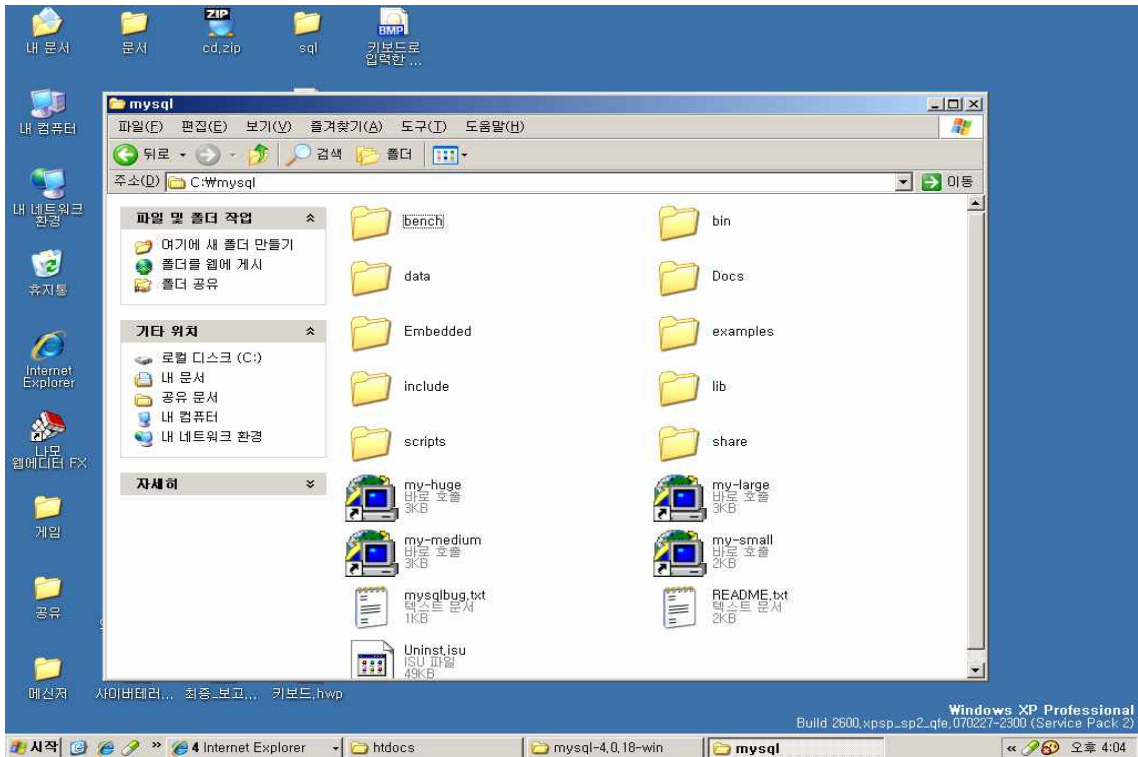 내 문서
문서
ZIP
cd,zip
sql
BMP
키보드로
입력한 ...
내 컴퓨터
내 네트워크
환경
휴지통
Internet
Explorer
나모
웹에디터 FX
게임
공유
메신저
사이버테러...
최종_보고...
키보드,hwp
mysql
파일(F) 편집(E) 보기(V) 즐겨찾기(A) 도구(T) 도움말(H)
뒤로 검색 폴더
주소(D) C:₩mysql 이동
파일 및 폴더 작업
여기에 새 폴더 만들기
폴더를 웹에 게시
폴더 공유
기타 위치
로컬 디스크 (C:)
내 문서
공유 문서
내 컴퓨터
내 네트워크 환경
자세히
bench
bin
data
Docs
Embedded
examples
include
lib
scripts
share
my-huge
바로 호출
3KB
my-large
바로 호출
3KB
my-medium
바로 호출
3KB
my-small
바로 호출
2KB
mysqlbug,txt
텍스트 문서
1KB
README,txt
텍스트 문서
2KB
Uninst,isu
ISU 파일
49KB
Windows XP Professional
Build 2600,xpsp_sp2_qfe,070227-2300 (Service Pack 2)
시작 » 4 Internet Explorer htdocs mysql-4,0,18-win mysql « 오후 4:04